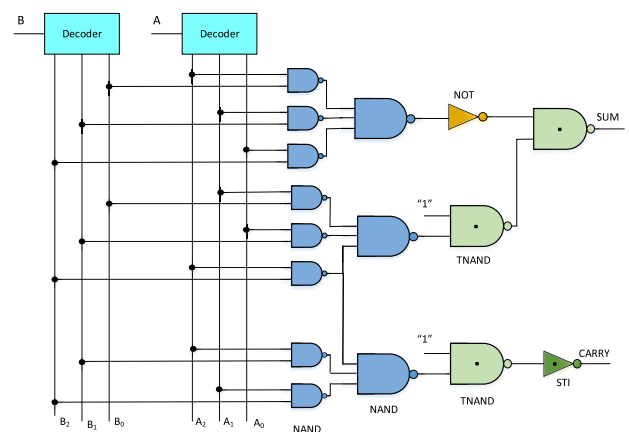 B
A
Decoder
Decoder
NOT
SUM
"1"
TNAND
"1"
CARRY
STI
TNAND
NAND
B2 B1 B0 A2 A1 A0
NAND